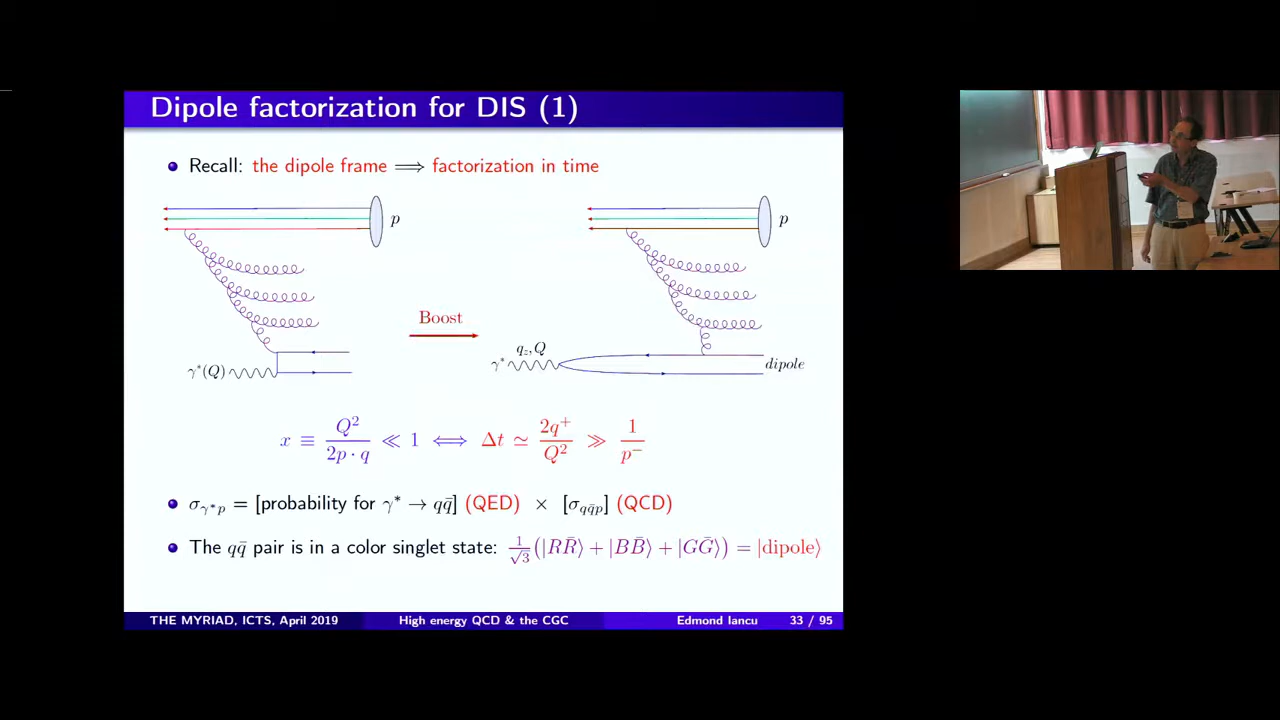 Dipole factorization for DIS (1)
Recall: the dipole frame ⟹ factorization in time
p
p
Boost
q_z, Q
γ*(Q)
γ*
dipole
x ≡ Q²/(2p · q) ≪ 1 ⟺ Δt ≃ 2q⁺/Q² ≫ 1/p⁻
σ_{γ*p} = [probability for γ* → qq̄] (QED) × [σ_{qq̄p}] (QCD)
The qq̄ pair is in a color singlet state: 1/√3 (|RR̄⟩ + |BB̄⟩ + |GḠ⟩) = |dipole⟩
THE MYRIAD, ICTS, April 2019 High energy QCD & the CGC Edmond Iancu 33 / 95